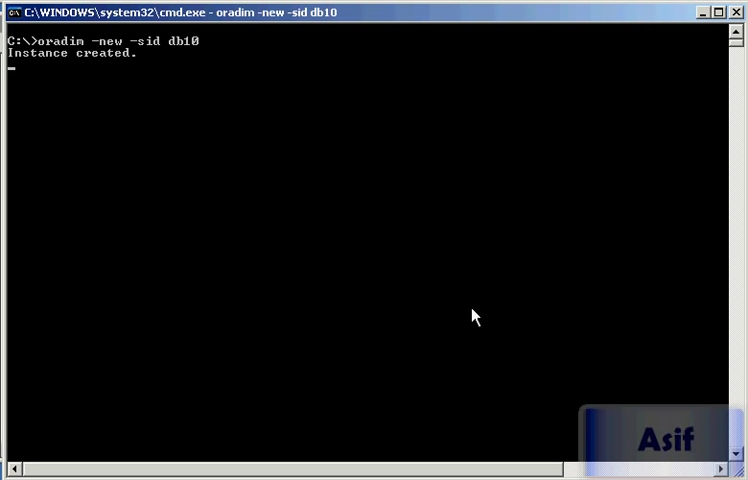 C:\WINDOWS\system32\cmd.exe - oradim -new -sid db10
C:\>oradim -new -sid db10
Instance created.
Asif